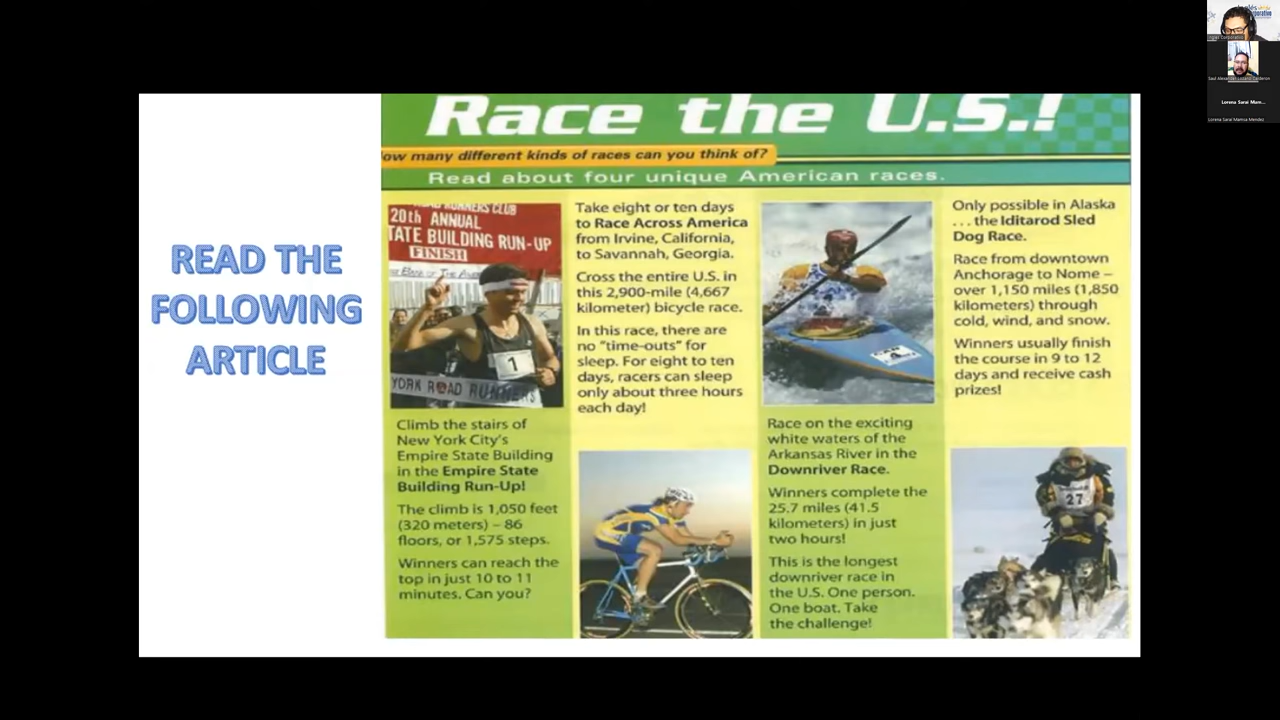 READ THE
FOLLOWING
ARTICLE
Race the U.S.!
ow many different kinds of races can you think of?
Read about four unique American races.
20th ANNUAL
TATE BUILDING RUN-UP
FINISH
1
YORK ROAD RUNNERS
Climb the stairs of
New York City's
Empire State Building
in the Empire State
Building Run-Up!
The climb is 1,050 feet
(320 meters) – 86
floors, or 1,575 steps.
Winners can reach the
top in just 10 to 11
minutes. Can you?
Take eight or ten days
to Race Across America
from Irvine, California,
to Savannah, Georgia.
Cross the entire U.S. in
this 2,900-mile (4,667
kilometer) bicycle race.
In this race, there are
no "time-outs" for
sleep. For eight to ten
days, racers can sleep
only about three hours
each day!
Race on the exciting
white waters of the
Arkansas River in the
Downriver Race.
Winners complete the
25.7 miles (41.5
kilometers) in just
two hours!
This is the longest
downriver race in
the U.S. One person.
One boat. Take
the challenge!
Only possible in Alaska
. . . the Iditarod Sled
Dog Race.
Race from downtown
Anchorage to Nome –
over 1,150 miles (1,850
kilometers) through
cold, wind, and snow.
Winners usually finish
the course in 9 to 12
days and receive cash
prizes!
27
Lorena Sarai Mam...